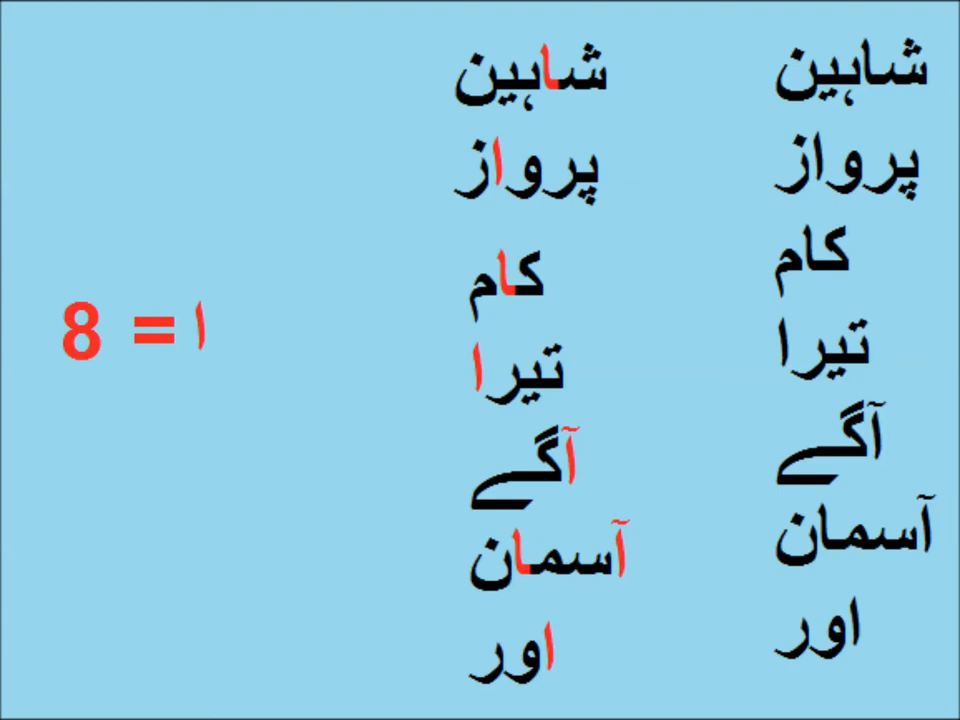 شاہین
پرواز
کام
تیرا
آگے
آسمان
اور
شاہین
پرواز
کام
تیرا
آگے
آسمان
اور
ا = 8